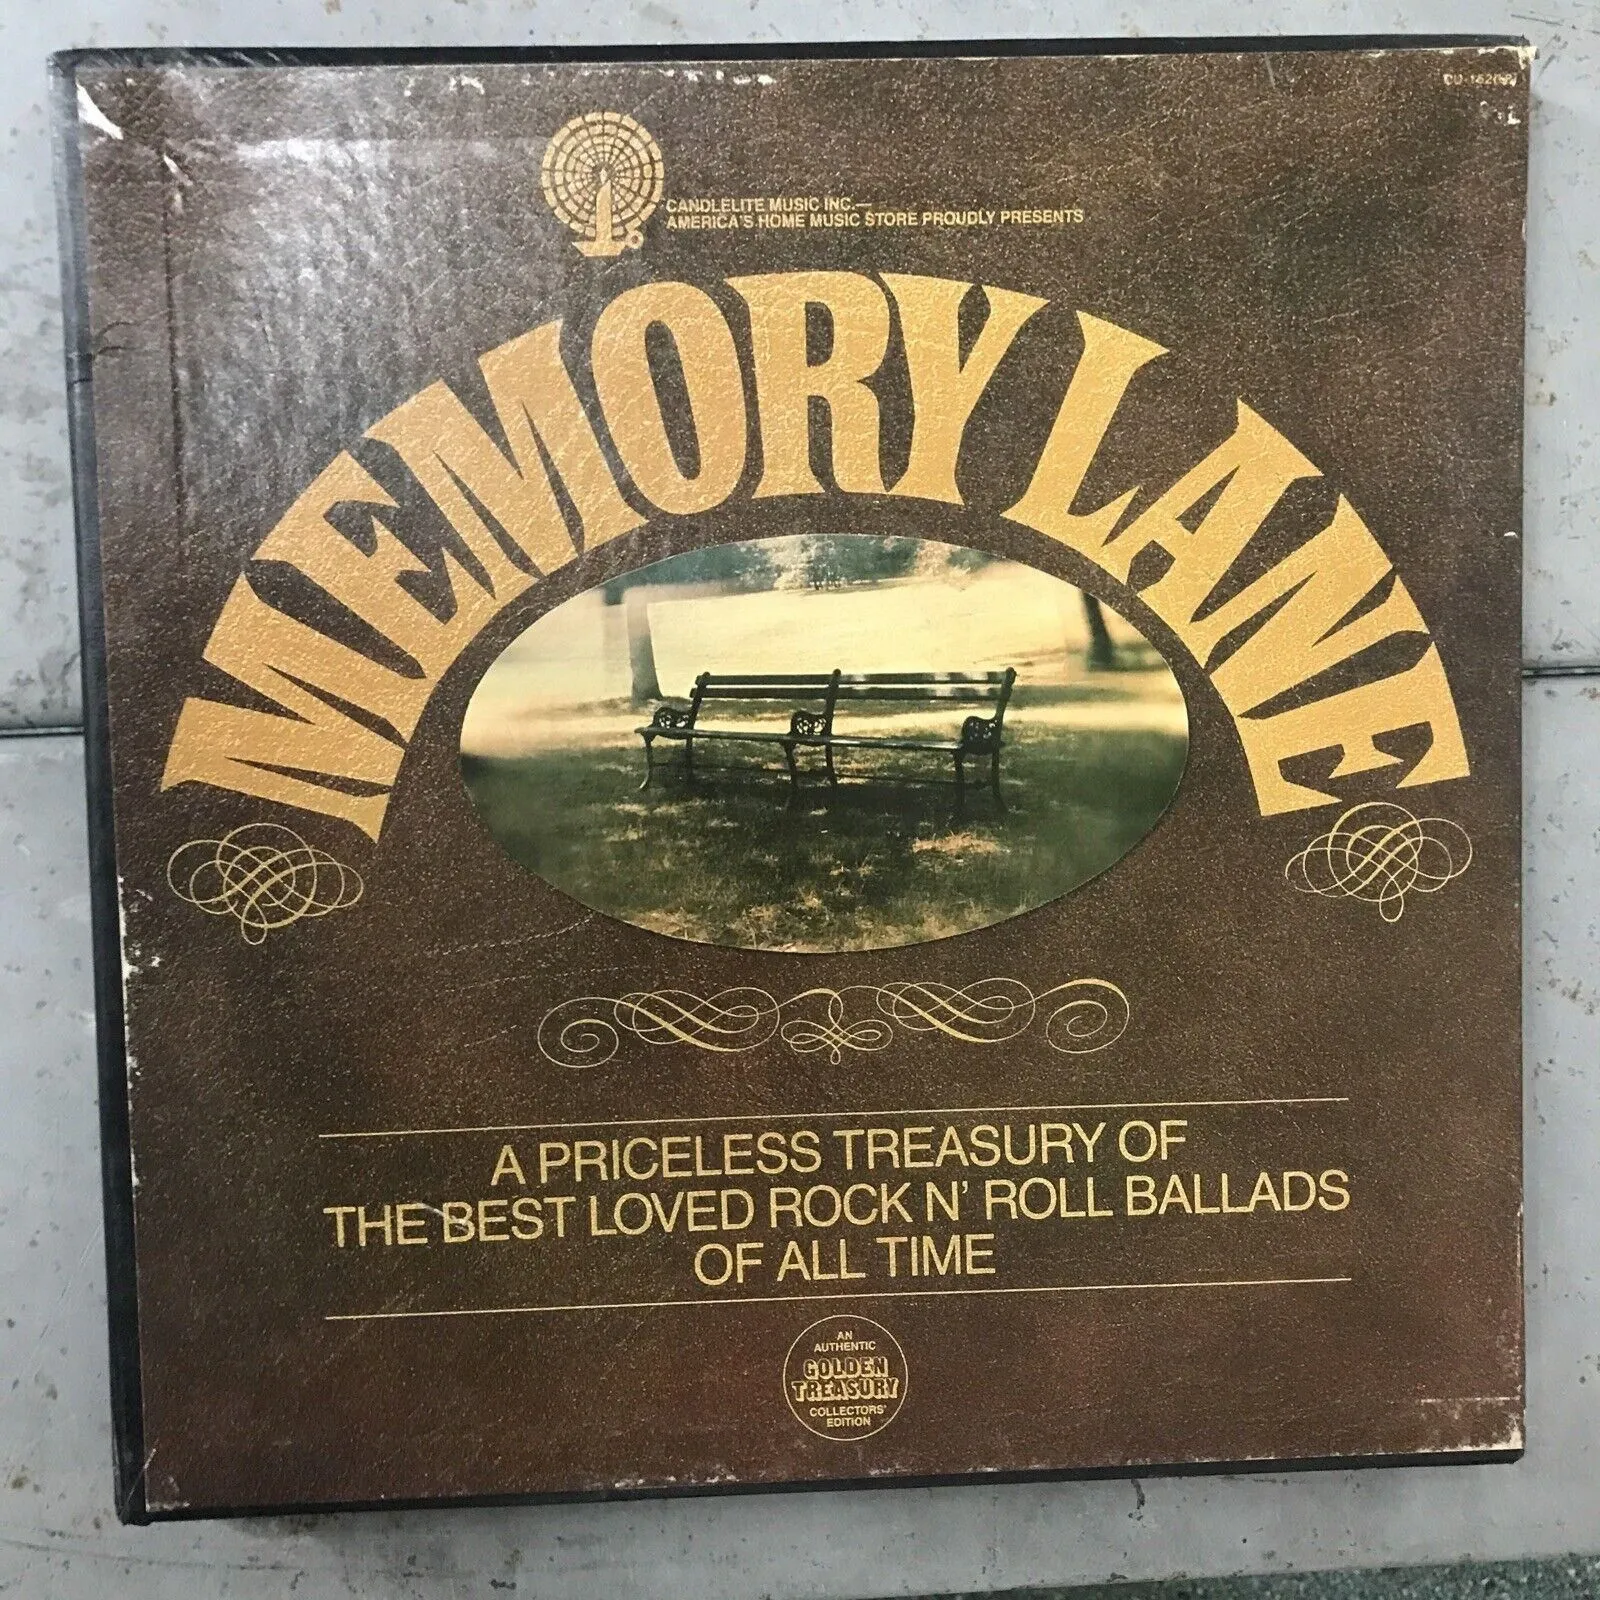 CANDLELITE MUSIC INC.—
AMERICA'S HOME MUSIC STORE PROUDLY PRESENTS
MEMORY LANE
A PRICELESS TREASURY OF
THE BEST LOVED ROCK N' ROLL BALLADS
OF ALL TIME
AN
AUTHENTIC
GOLDEN
TREASURY
COLLECTORS'
EDITION